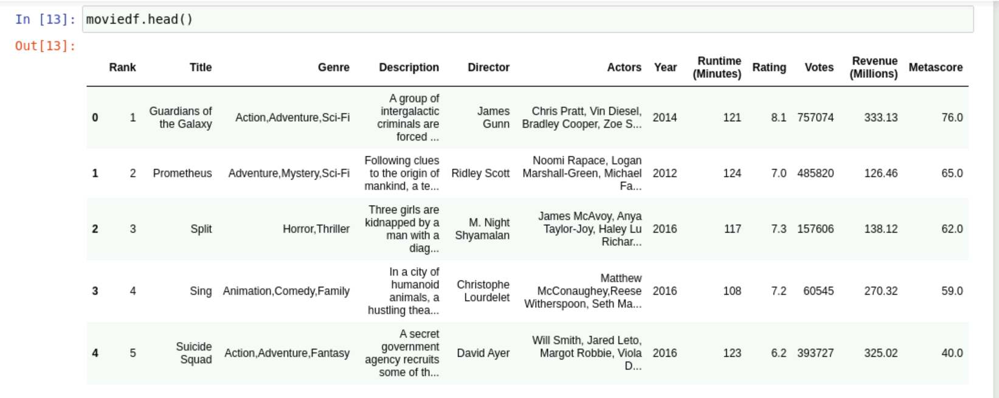 In [13]: moviedf.head()
Out[13]:
Rank Title Genre Description Director Actors Year Runtime (Minutes) Rating Votes Revenue (Millions) Metascore
0 1 Guardians of the Galaxy Action,Adventure,Sci-Fi A group of intergalactic criminals are forced ... James Gunn Chris Pratt, Vin Diesel, Bradley Cooper, Zoe S... 2014 121 8.1 757074 333.13 76.0
1 2 Prometheus Adventure,Mystery,Sci-Fi Following clues to the origin of mankind, a te... Ridley Scott Noomi Rapace, Logan Marshall-Green, Michael Fa... 2012 124 7.0 485820 126.46 65.0
2 3 Split Horror,Thriller Three girls are kidnapped by a man with a diag... M. Night Shyamalan James McAvoy, Anya Taylor-Joy, Haley Lu Richar... 2016 117 7.3 157606 138.12 62.0
3 4 Sing Animation,Comedy,Family In a city of humanoid animals, a hustling thea... Christophe Lourdelet Matthew McConaughey,Reese Witherspoon, Seth Ma... 2016 108 7.2 60545 270.32 59.0
4 5 Suicide Squad Action,Adventure,Fantasy A secret government agency recruits some of th... David Ayer Will Smith, Jared Leto, Margot Robbie, Viola D... 2016 123 6.2 393727 325.02 40.0